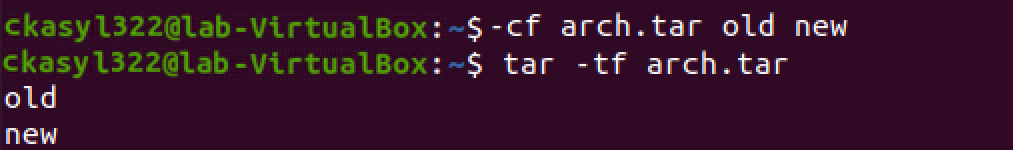 ckasyl322@lab-VirtualBox:~$-cf arch.tar old new
ckasyl322@lab-VirtualBox:~$ tar -tf arch.tar
old
new